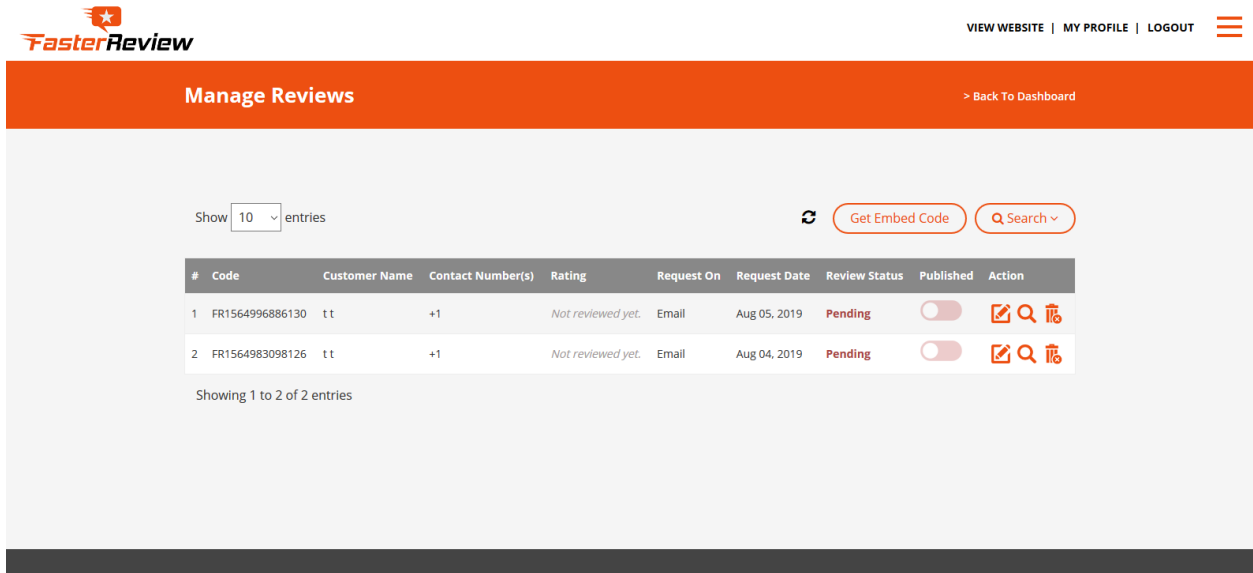 FasterReview
VIEW WEBSITE | MY PROFILE | LOGOUT
Manage Reviews
> Back To Dashboard
Show 10 entries
Get Embed Code
Search
# Code Customer Name Contact Number(s) Rating Request On Request Date Review Status Published Action
1 FR1564996886130 t t +1 Not reviewed yet. Email Aug 05, 2019 Pending
2 FR1564983098126 t t +1 Not reviewed yet. Email Aug 04, 2019 Pending
Showing 1 to 2 of 2 entries